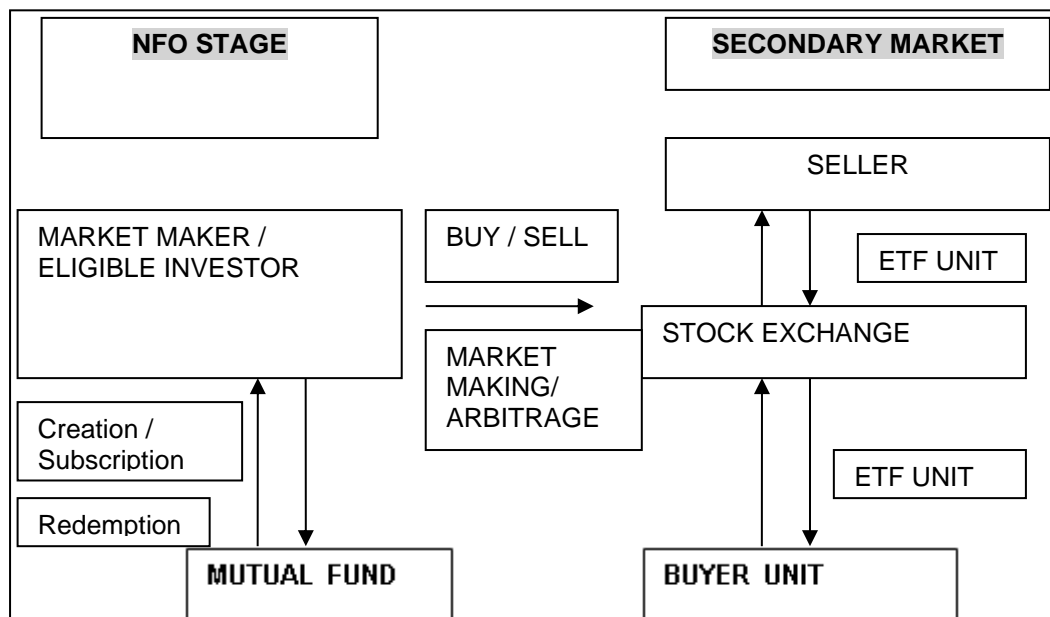 NFO STAGE
SECONDARY MARKET
SELLER
MARKET MAKER /
ELIGIBLE INVESTOR
BUY / SELL
ETF UNIT
STOCK EXCHANGE
MARKET
MAKING/
ARBITRAGE
Creation /
Subscription
ETF UNIT
Redemption
MUTUAL FUND
BUYER UNIT